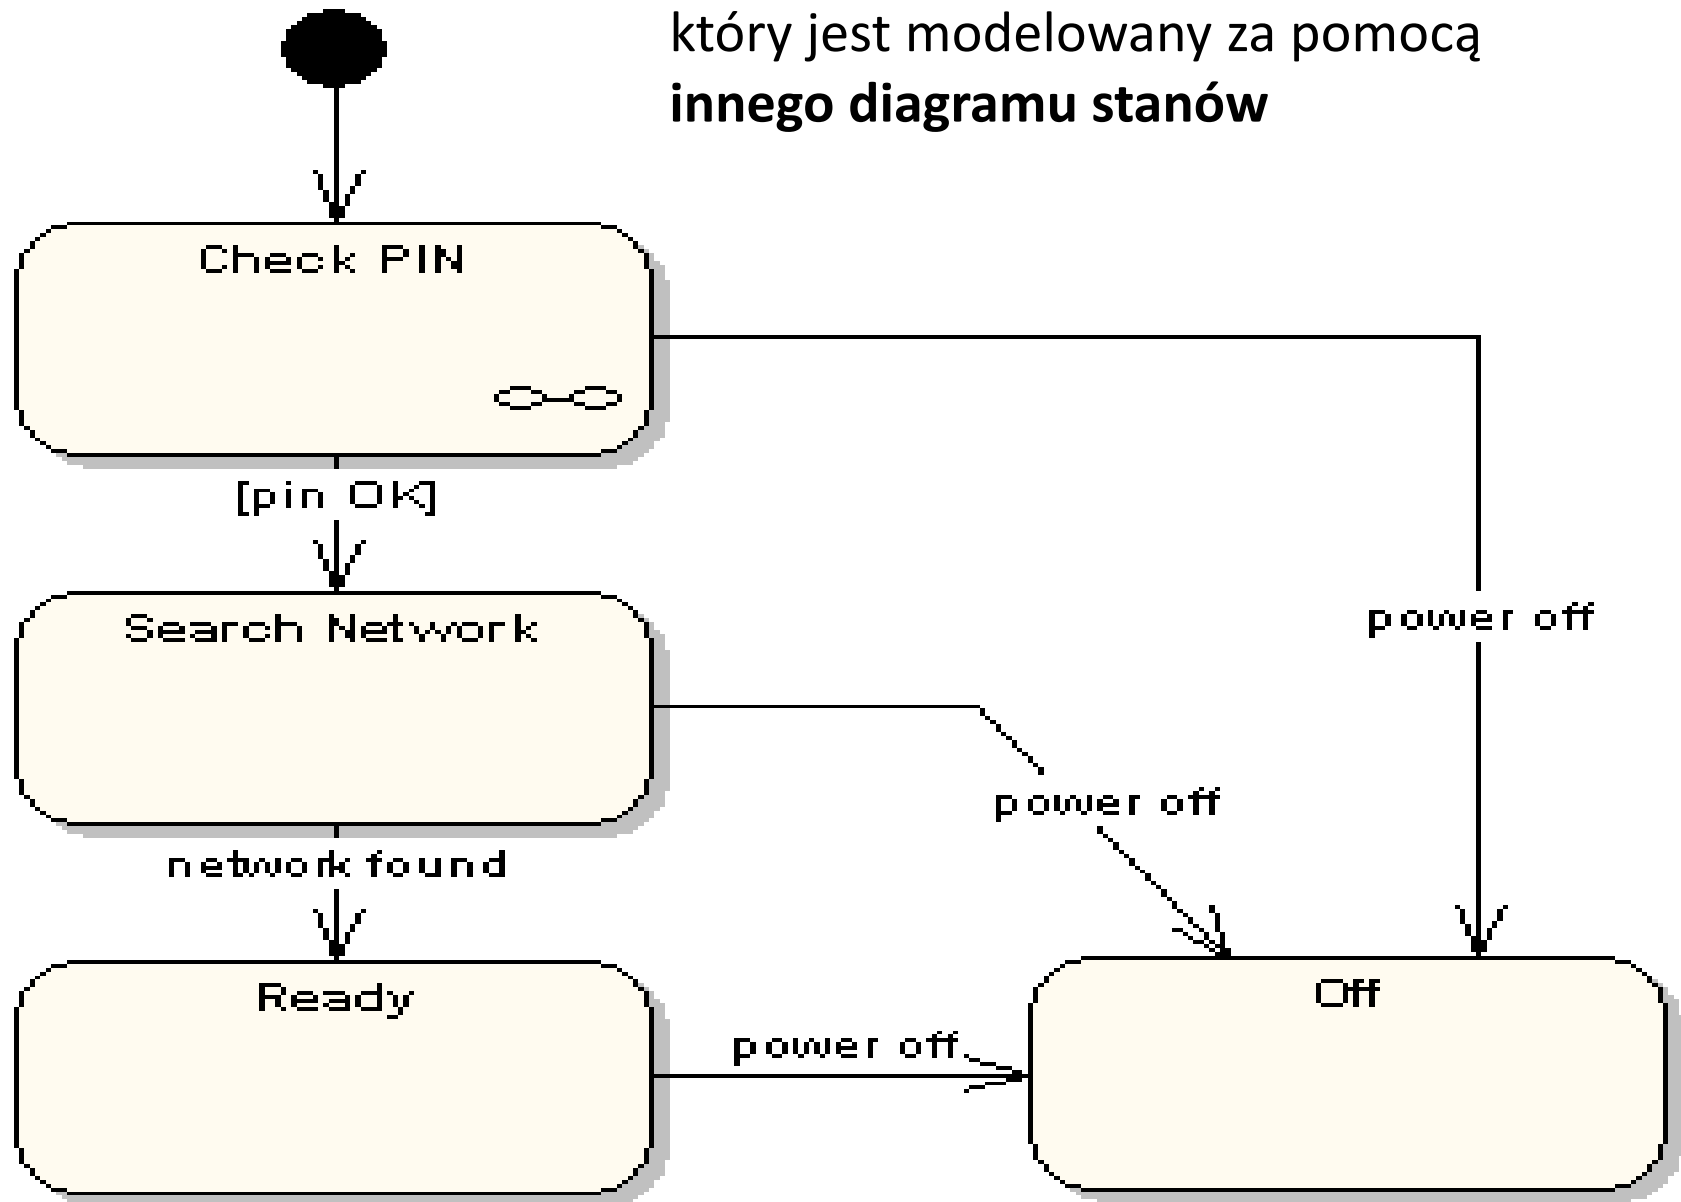 który jest modelowany za pomocą
innego diagramu stanów
Check PIN
[pin OK]
Search Network
power off
power off
network found
Ready
Off
power off